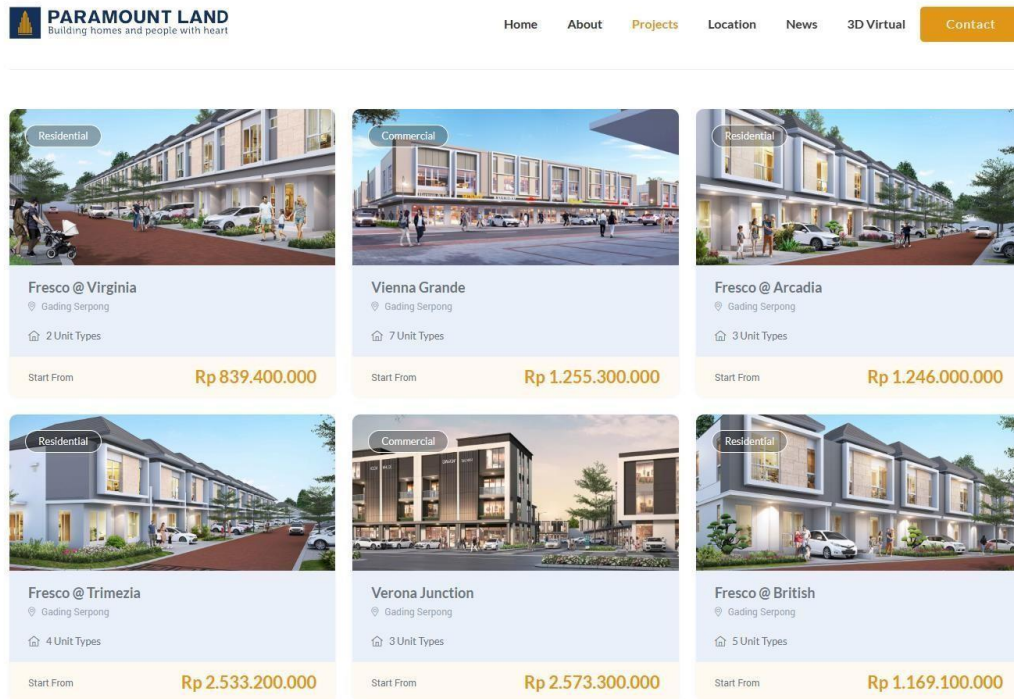 PARAMOUNT LAND
Building homes and people with heart
Home About Projects Location News 3D Virtual Contact
Residential
Fresco @ Virginia
Gading Serpong
2 Unit Types
Start From Rp 839.400.000
Commercial
Vienna Grande
Gading Serpong
7 Unit Types
Start From Rp 1.255.300.000
Residential
Fresco @ Arcadia
Gading Serpong
3 Unit Types
Start From Rp 1.246.000.000
Residential
Fresco @ Trimezia
Gading Serpong
4 Unit Types
Start From Rp 2.533.200.000
Commercial
Verona Junction
Gading Serpong
3 Unit Types
Start From Rp 2.573.300.000
Residential
Fresco @ British
Gading Serpong
5 Unit Types
Start From Rp 1.169.100.000